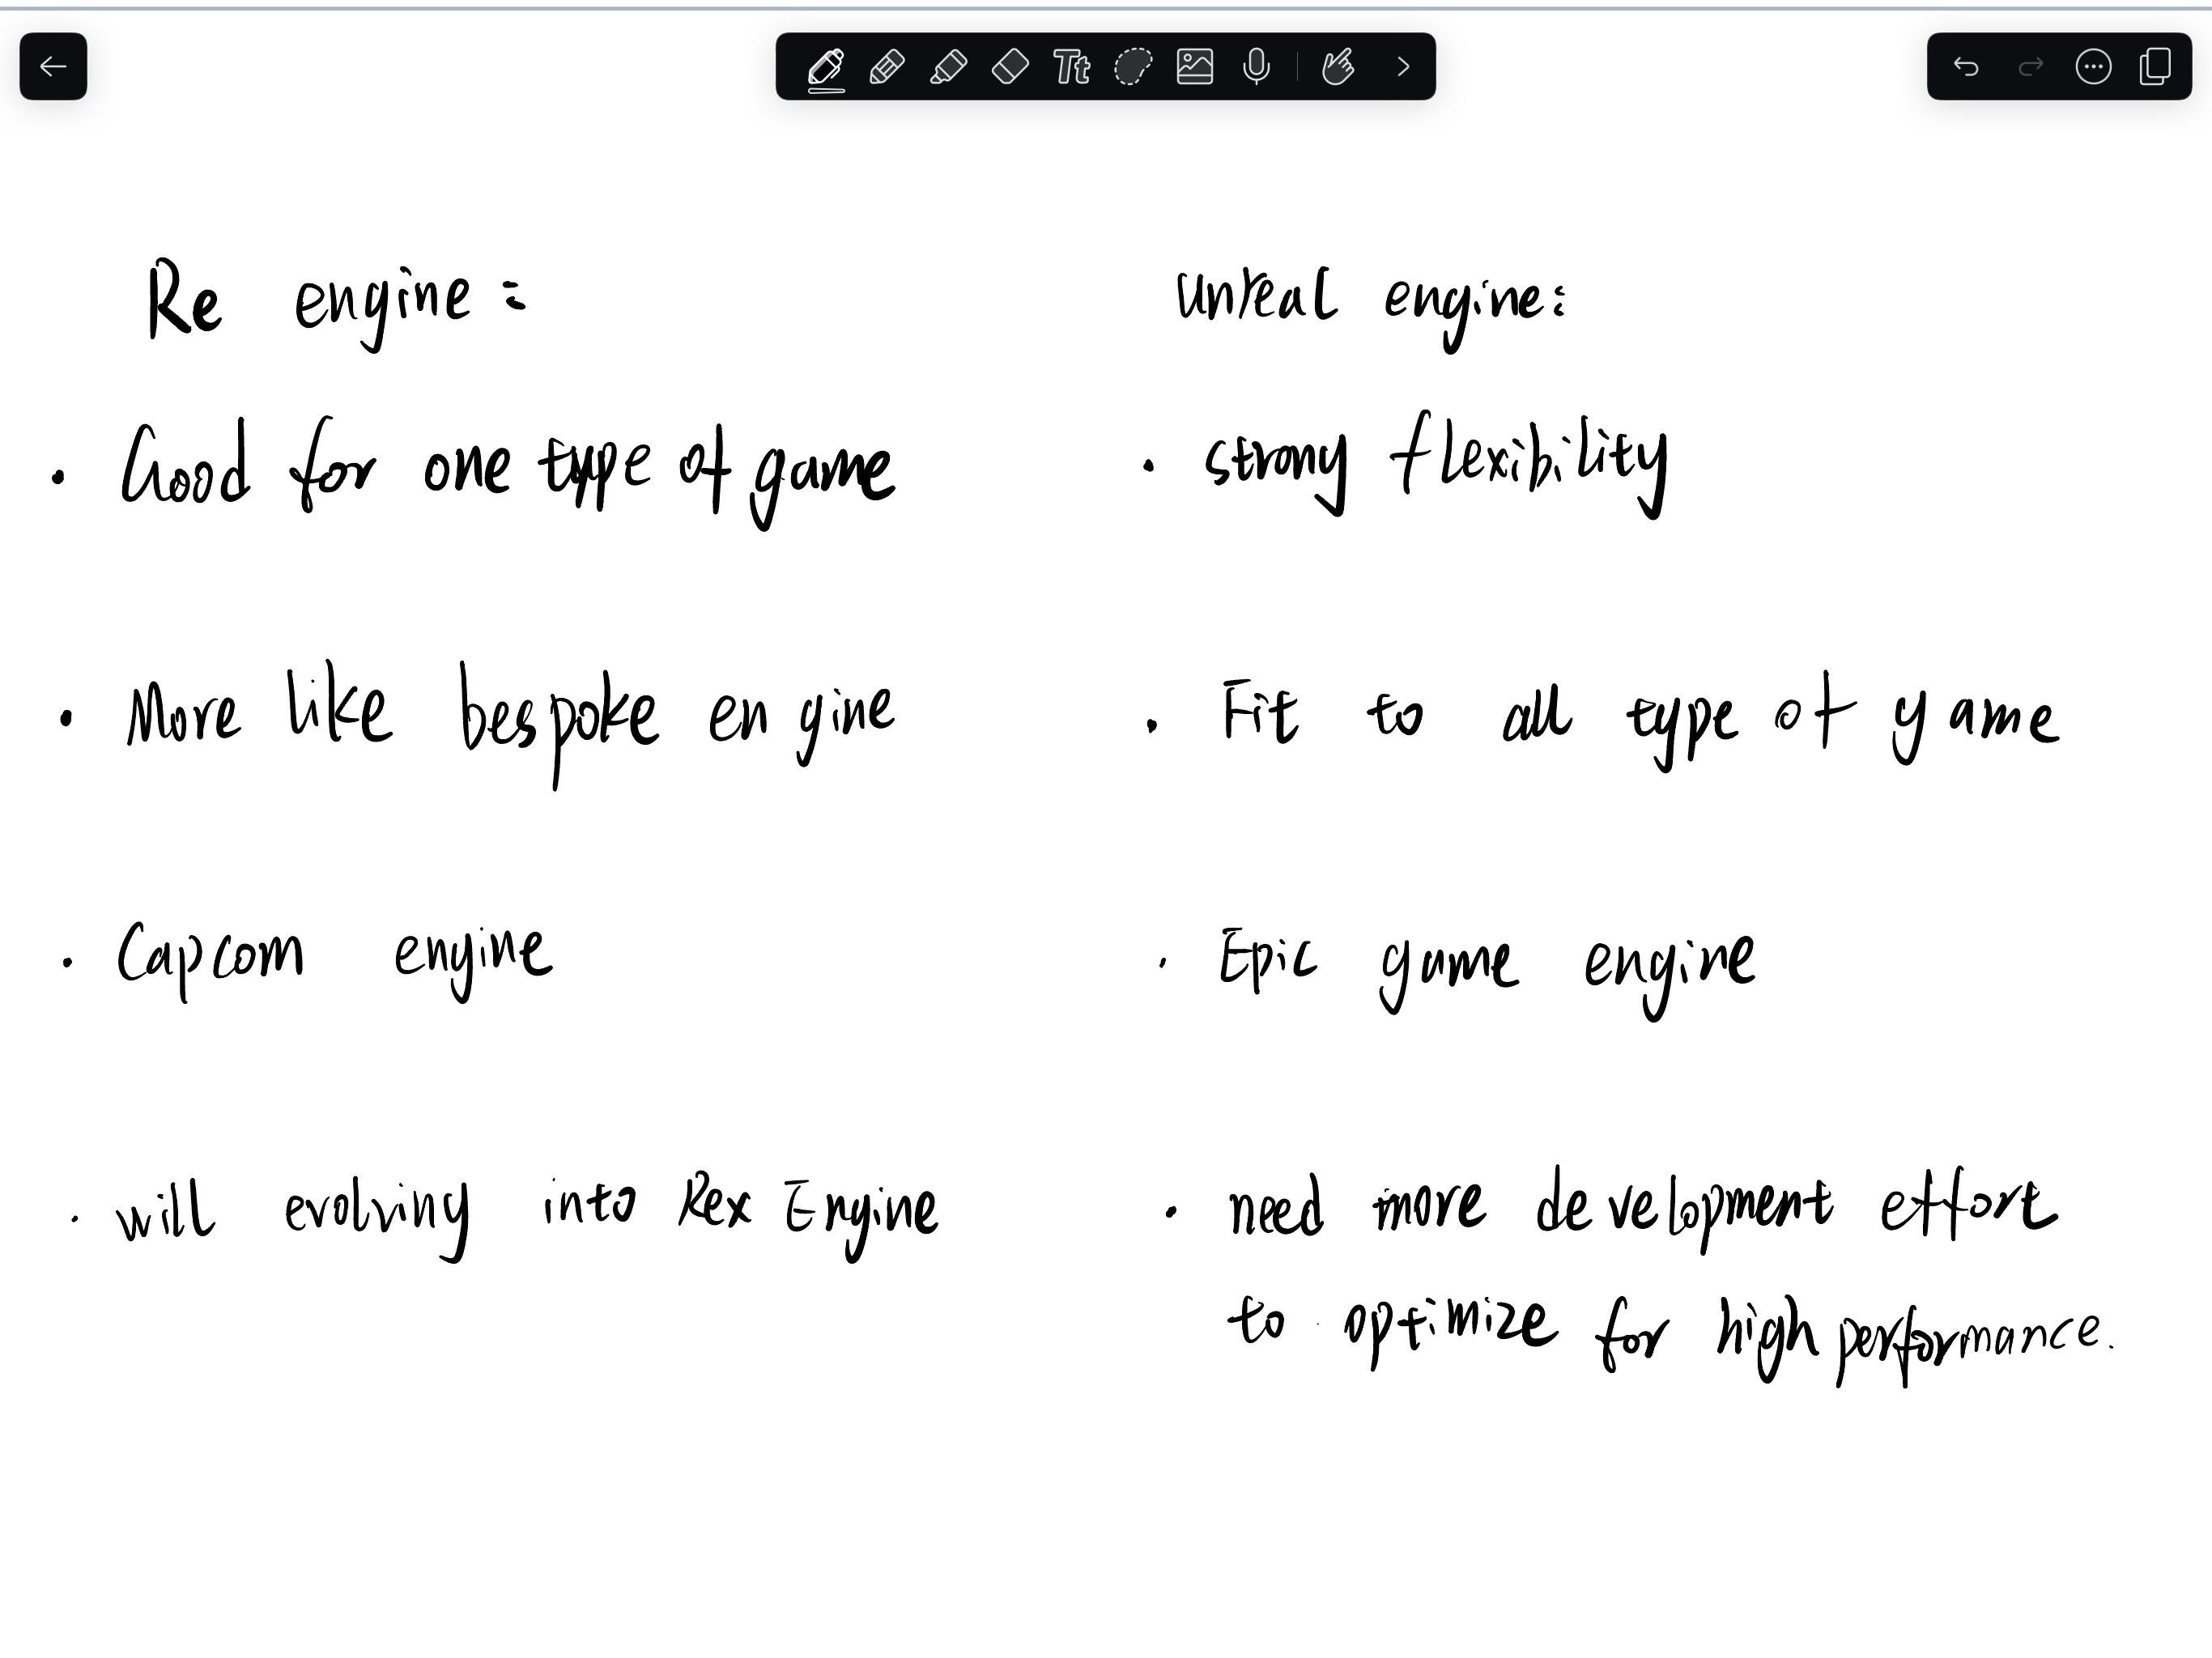 Tt
Re engine:
• Good for one type of game
• More like bespoke engine
• Capcom engine
• will evolving into Rex Engine
unreal engine:
• strong flexibility
• Fit to all type of game
• Epic game engine
• need more development effort
to optimize for high performance.